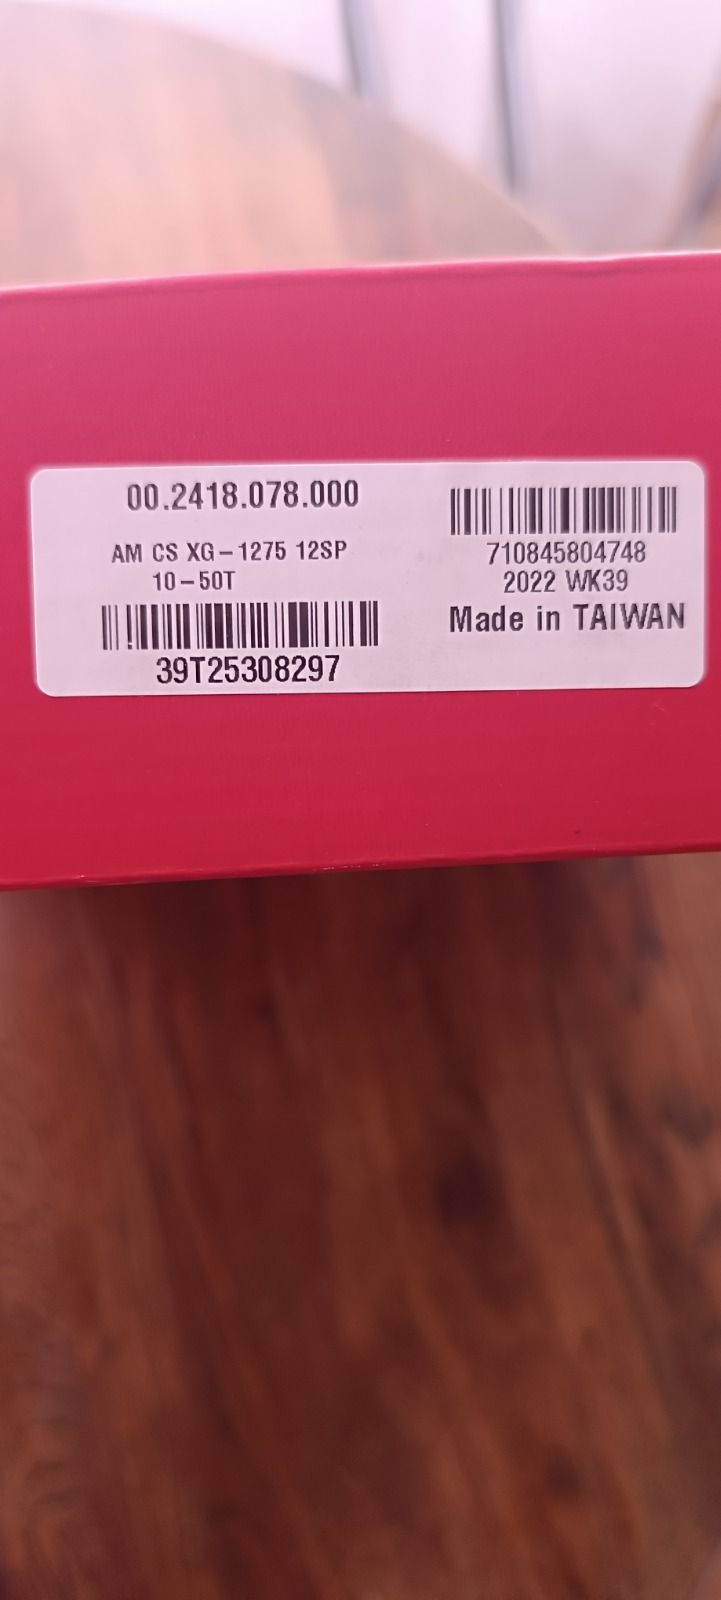 00.2418.078.000
AM CS XG-1275 12SP
10-50T
39T25308297
710845804748
2022 WK39
Made in TAIWAN